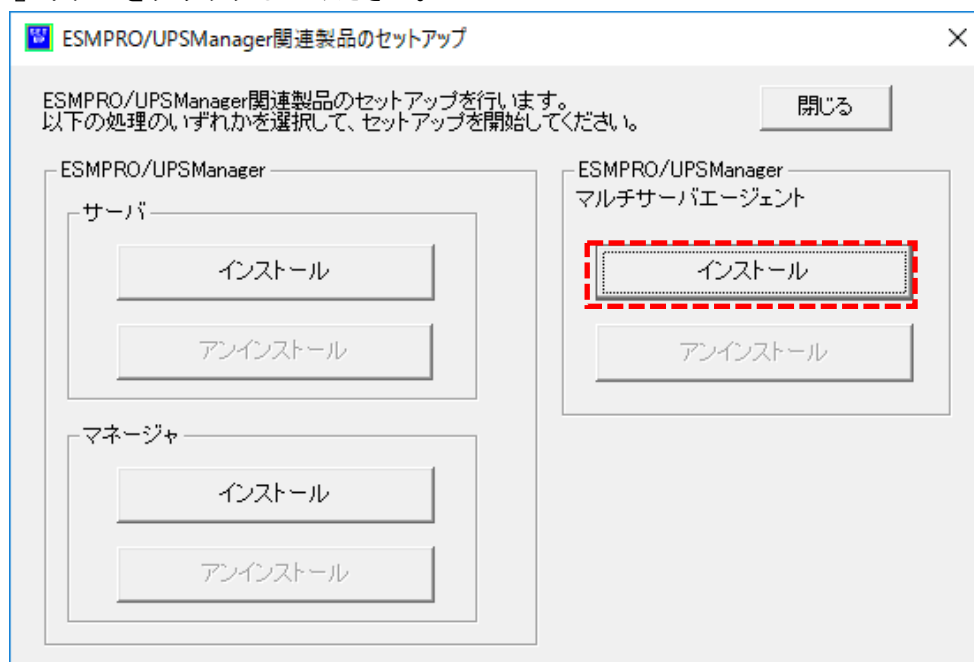 ESMPRO/UPSManager関連製品のセットアップ
ESMPRO/UPSManager関連製品のセットアップを行います。
以下の処理のいずれかを選択して、セットアップを開始してください。
閉じる
ESMPRO/UPSManager
サーバ
インストール
アンインストール
マネージャ
インストール
アンインストール
ESMPRO/UPSManager
マルチサーバエージェント
インストール
アンインストール